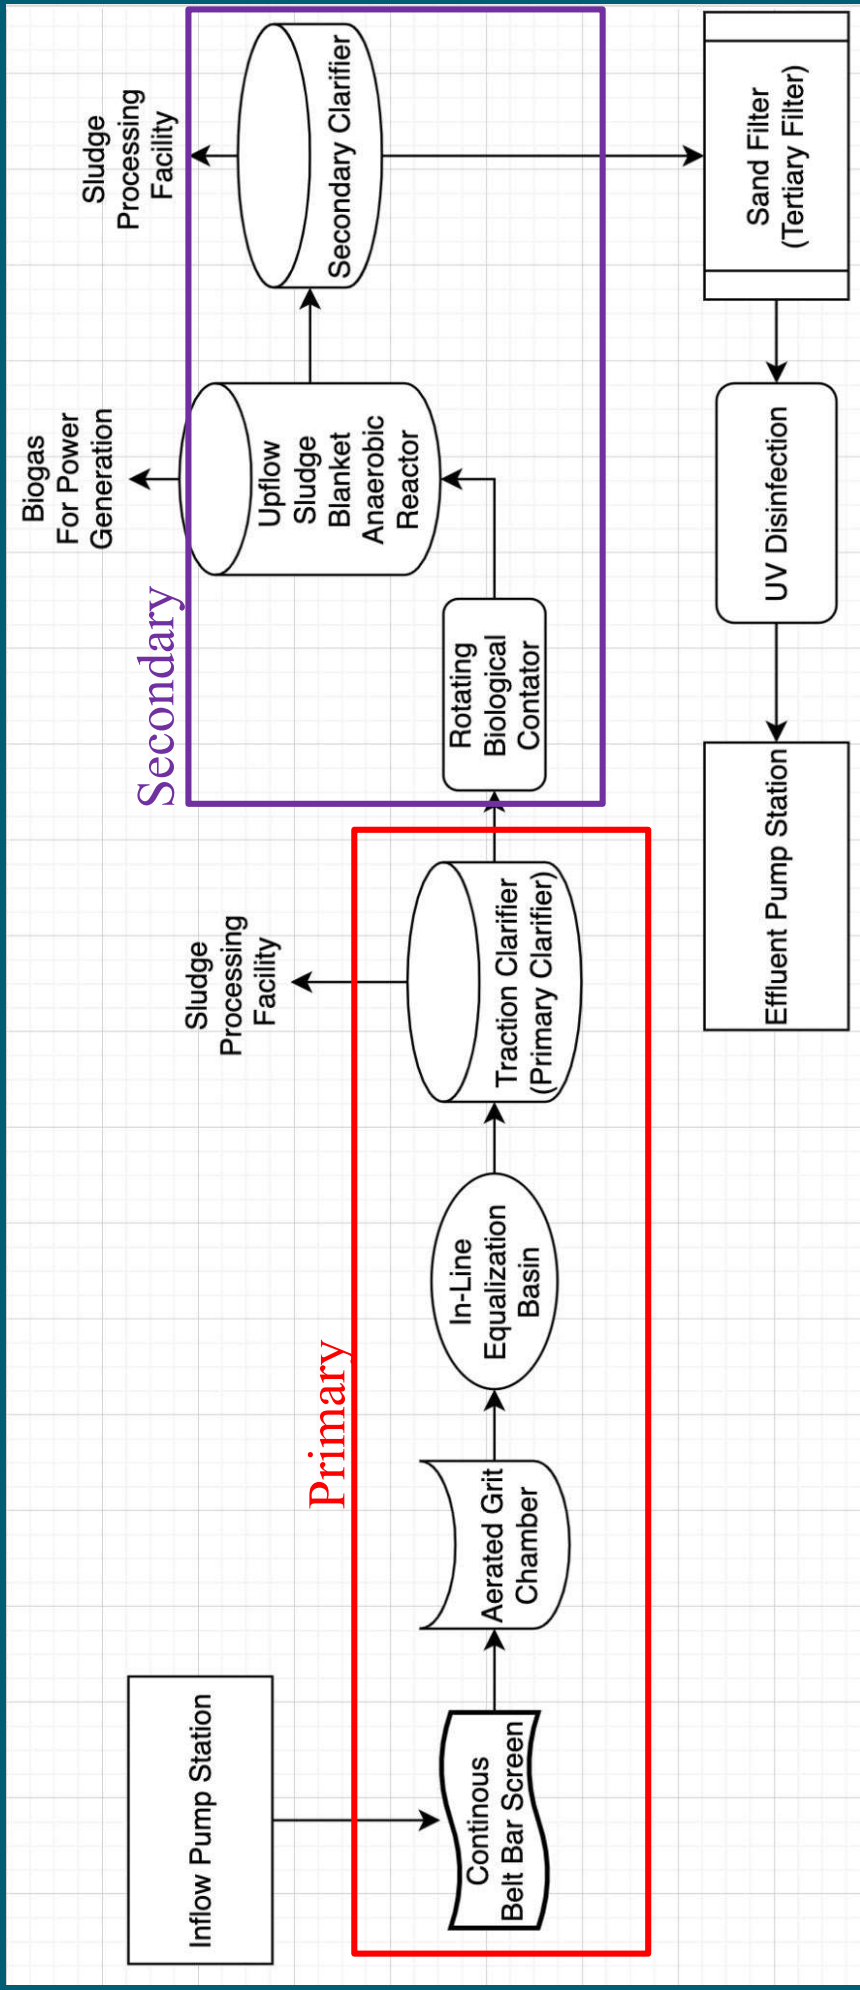 Inflow Pump Station
Primary
Continous
Belt Bar Screen
Aerated Grit
Chamber
In-Line
Equalization
Basin
Traction Clarifier
(Primary Clarifier)
Sludge
Processing
Facility
Secondary
Rotating
Biological
Contator
Upflow
Sludge
Blanket
Anaerobic
Reactor
Biogas
For Power
Generation
Secondary Clarifier
Sludge
Processing
Facility
Sand Filter
(Tertiary Filter)
UV Disinfection
Effluent Pump Station